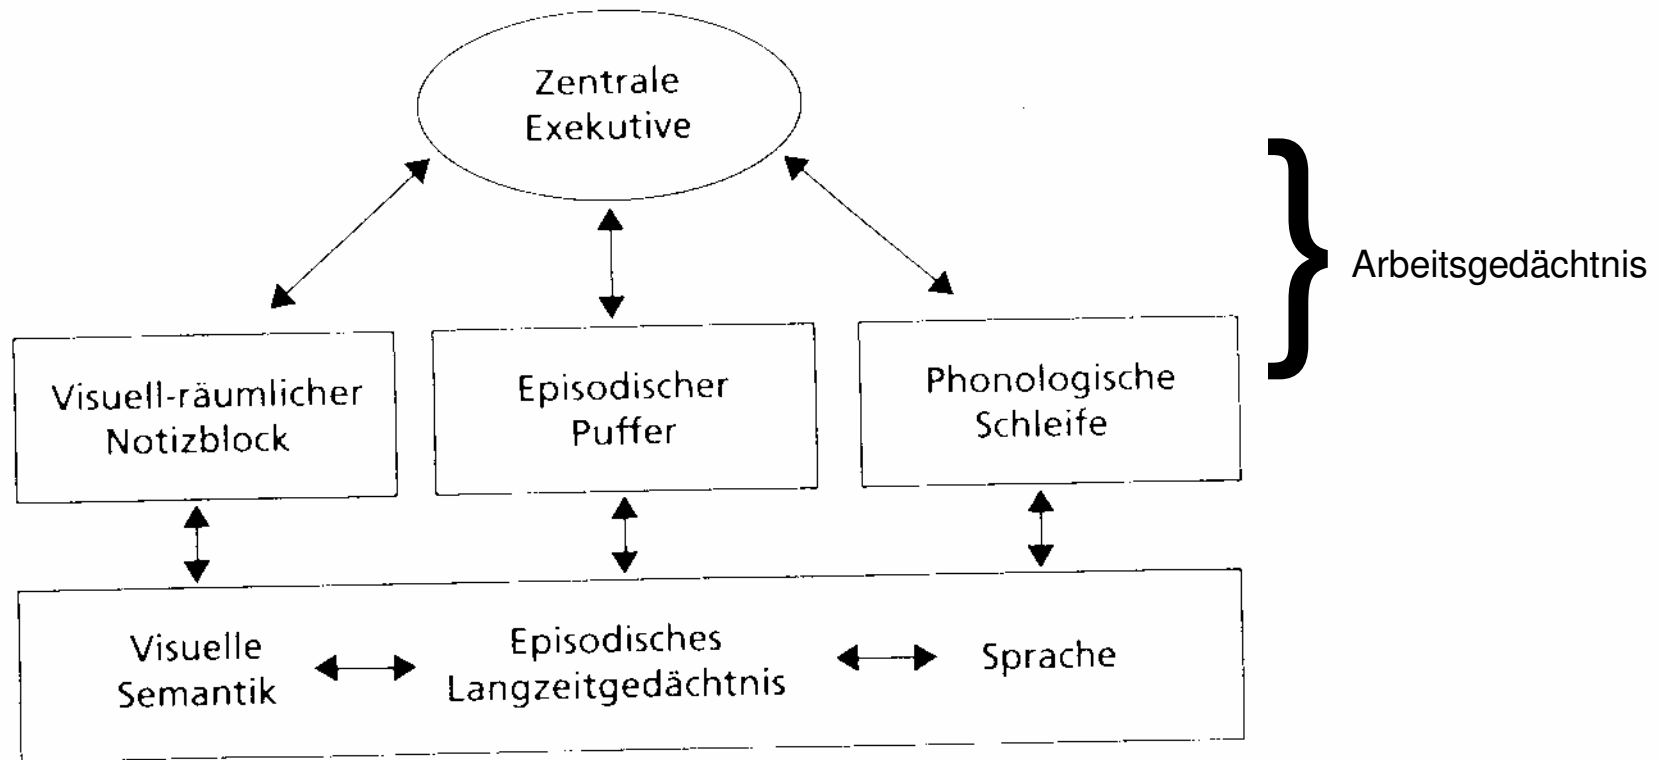 Zentrale
Exekutive
Arbeitsgedächtnis
Visuell-räumlicher
Notizblock
Episodischer
Puffer
Phonologische
Schleife
Visuelle
Semantik
Episodisches
Langzeitgedächtnis
Sprache